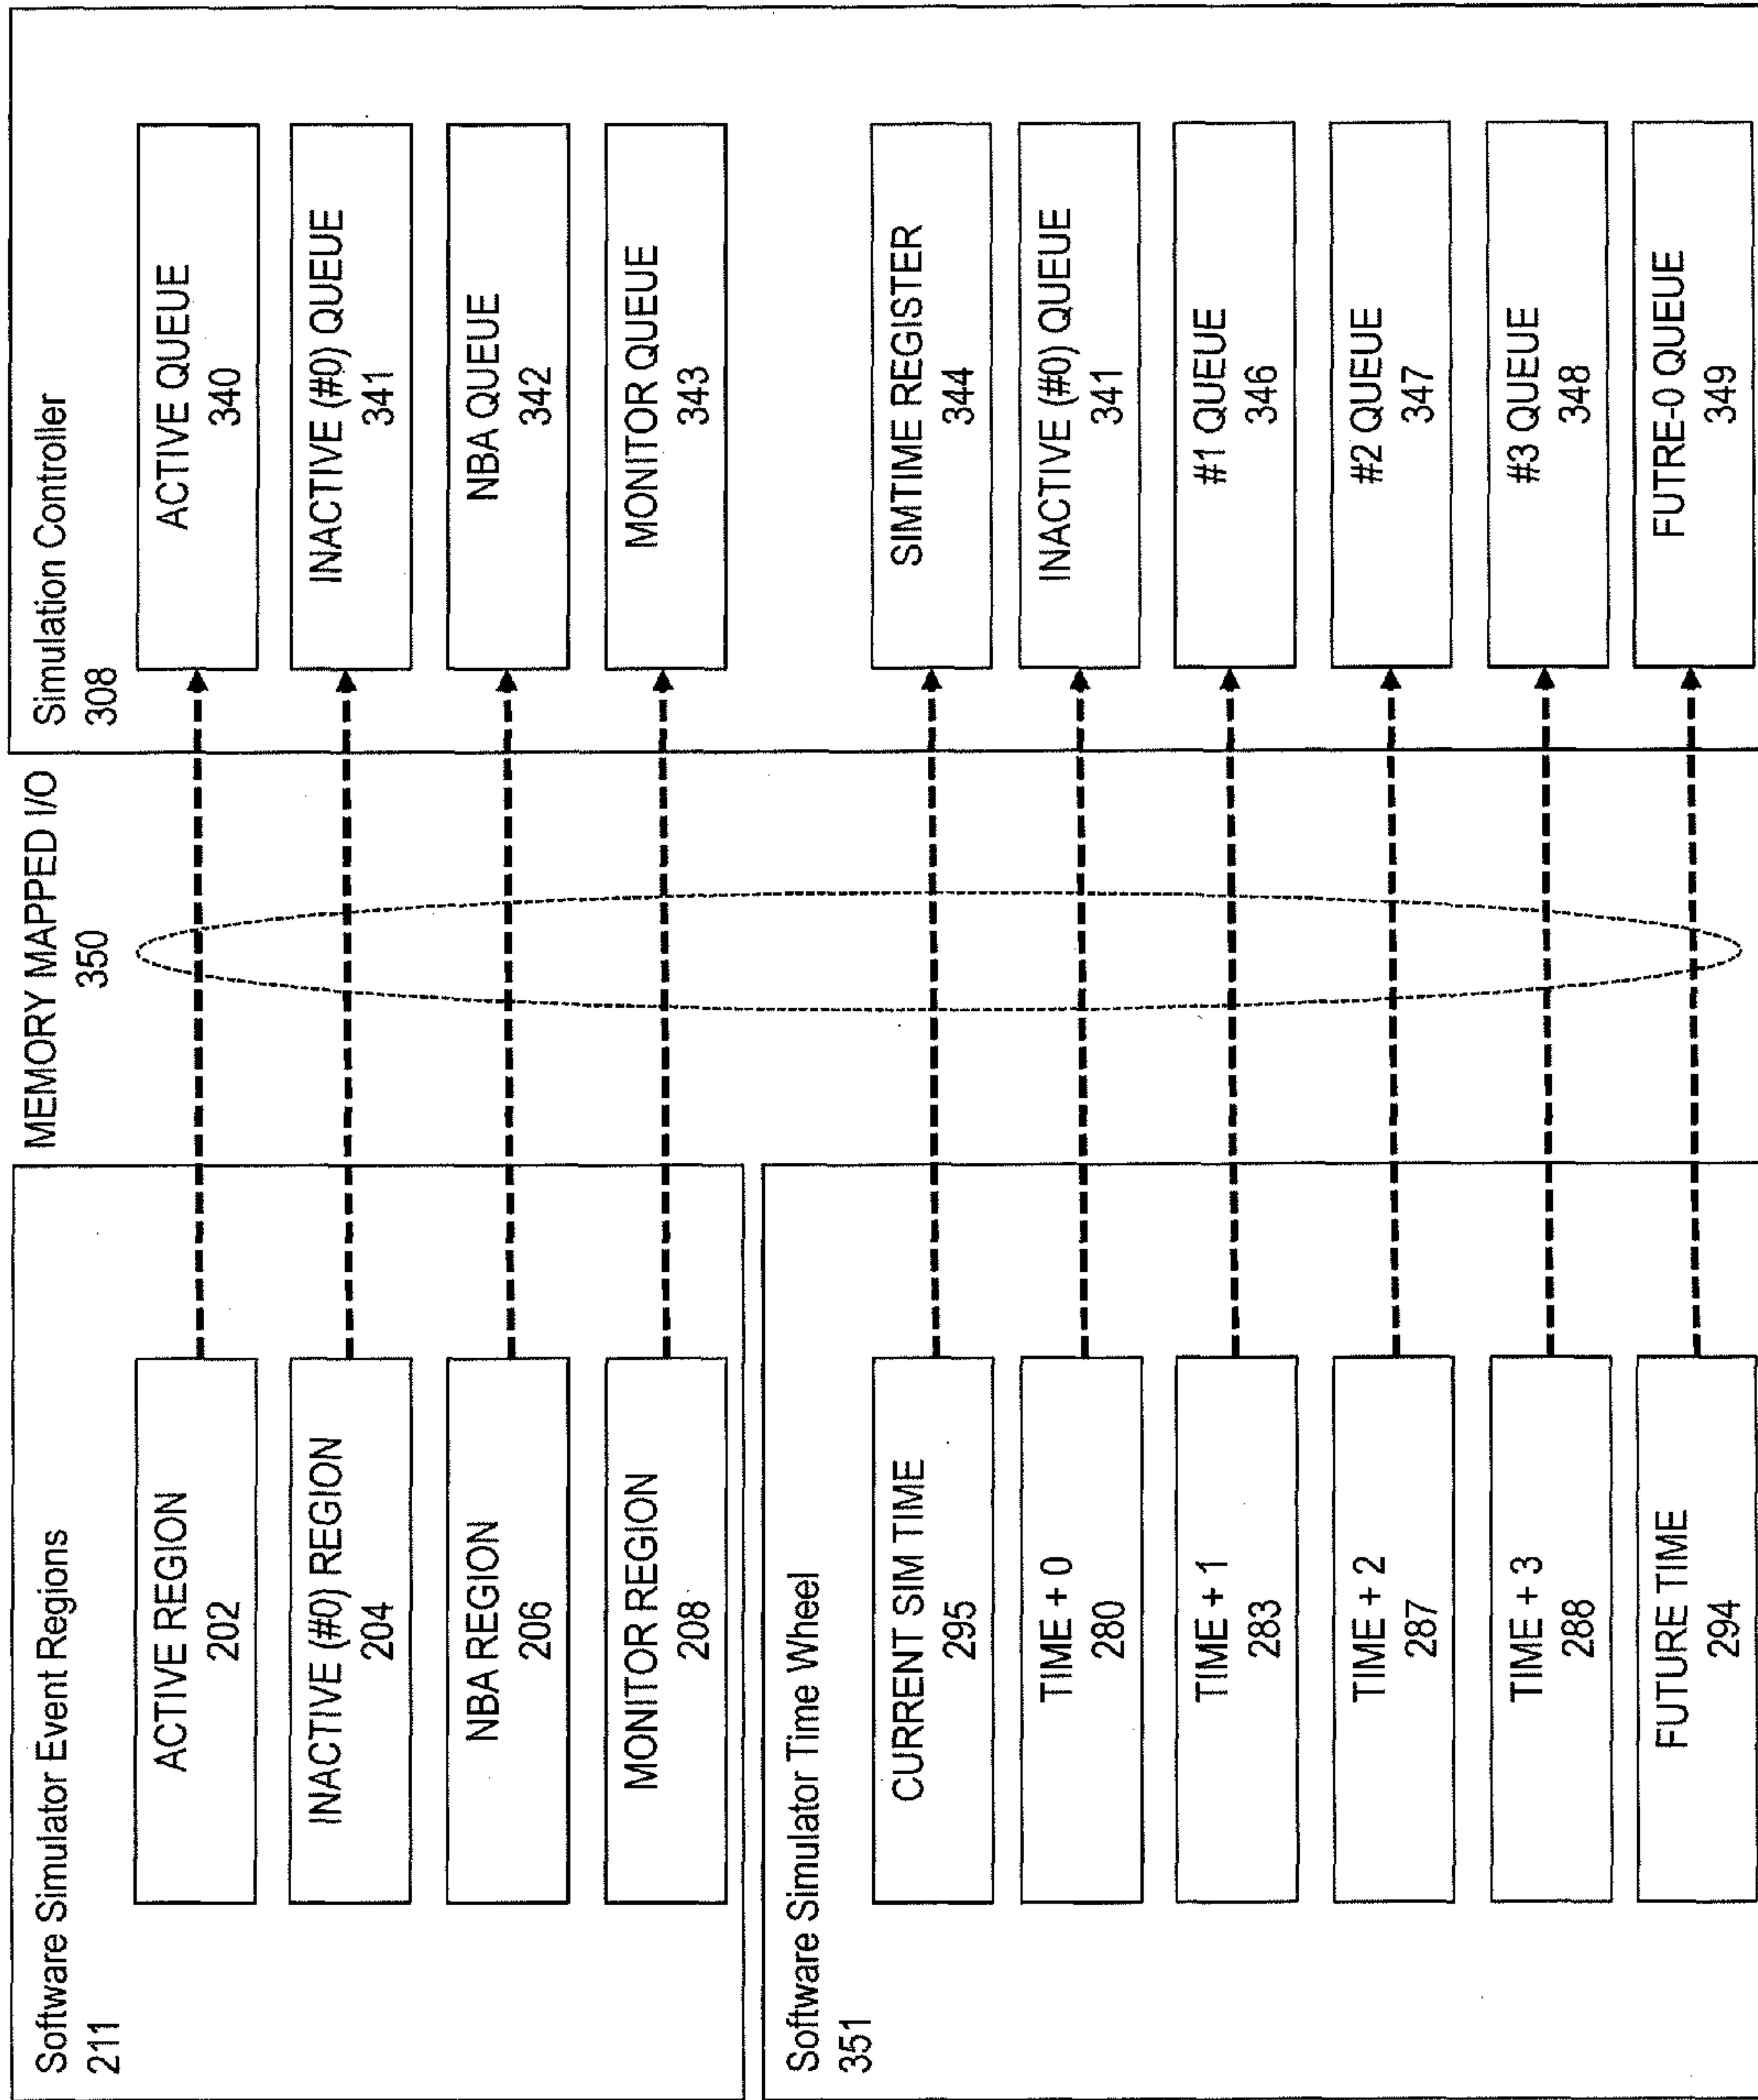 Software Simulator Event Regions
211
ACTIVE REGION
202
INACTIVE (#0) REGION
204
NBA REGION
206
MONITOR REGION
208
Software Simulator Time Wheel
351
CURRENT SIM TIME
295
TIME + 0
280
TIME + 1
283
TIME + 2
287
TIME + 3
288
FUTURE TIME
294
MEMORY MAPPED I/O
350
Simulation Controller
308
ACTIVE QUEUE
340
INACTIVE (#0) QUEUE
341
NBA QUEUE
342
MONITOR QUEUE
343
SIMTIME REGISTER
344
INACTIVE (#0) QUEUE
341
#1 QUEUE
346
#2 QUEUE
347
#3 QUEUE
348
FUTRE-0 QUEUE
349